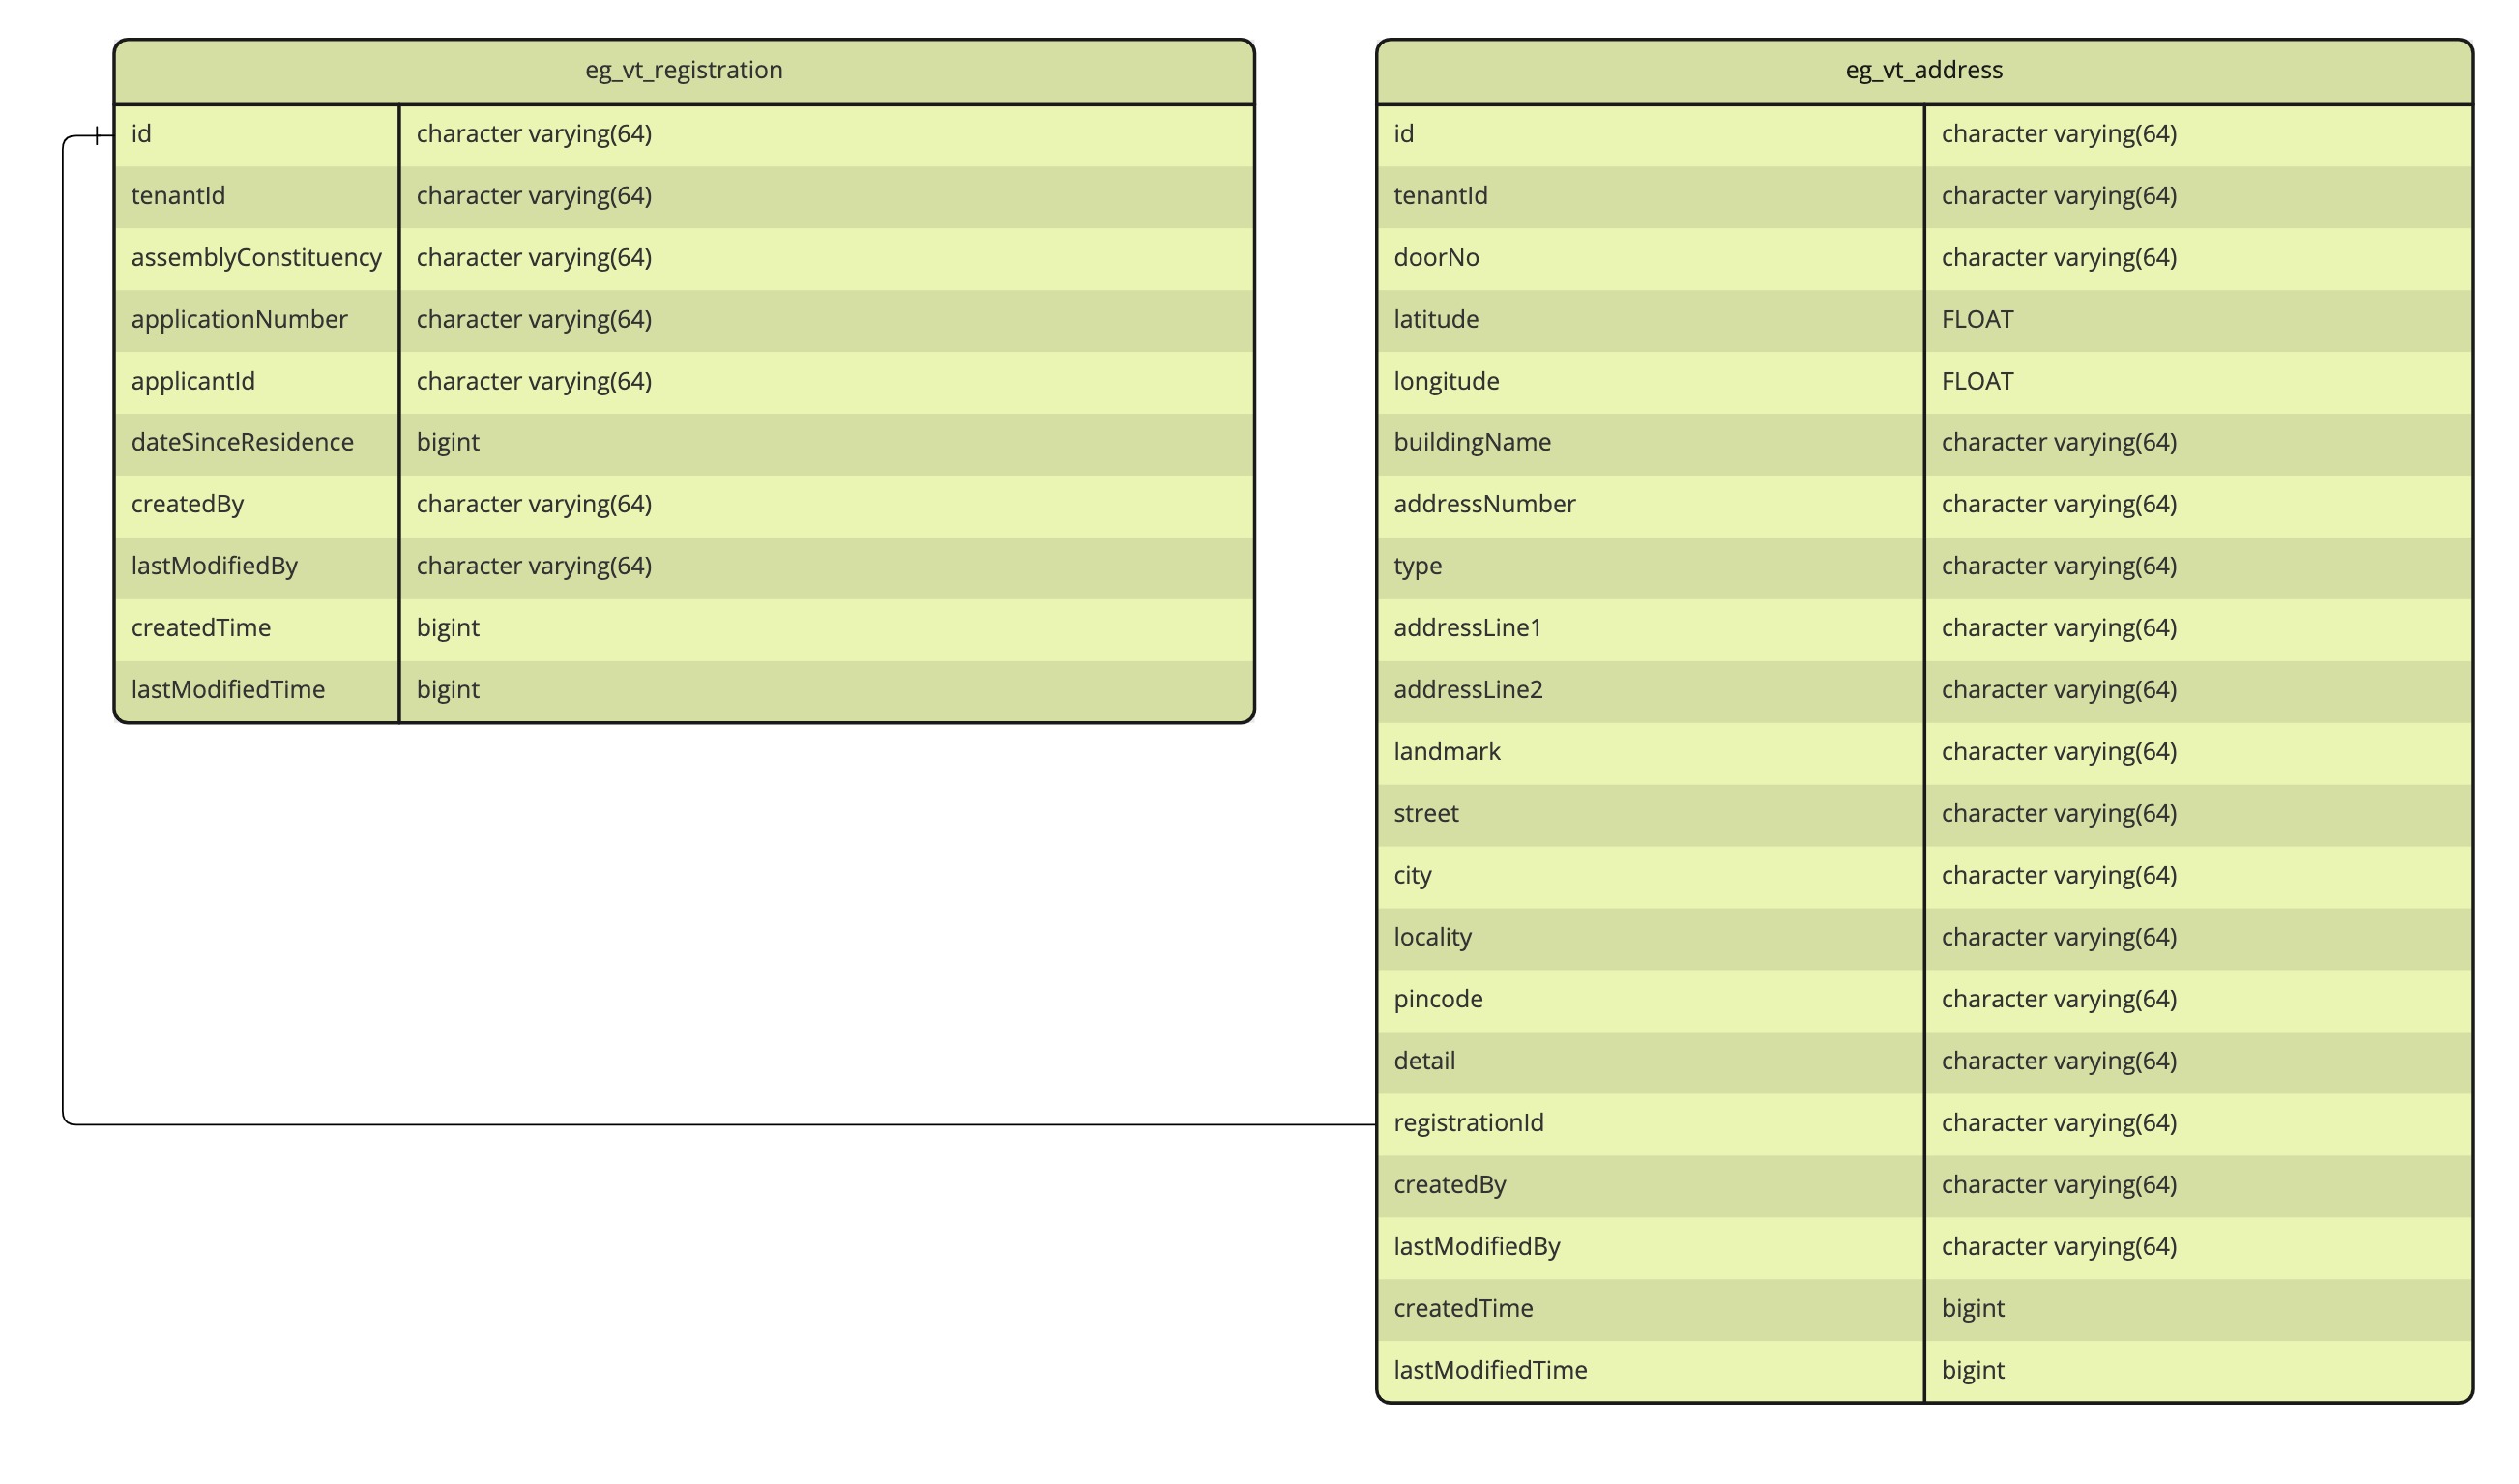 eg_vt_registration
id character varying(64)
tenantId character varying(64)
assemblyConstituency character varying(64)
applicationNumber character varying(64)
applicantId character varying(64)
dateSinceResidence bigint
createdBy character varying(64)
lastModifiedBy character varying(64)
createdTime bigint
lastModifiedTime bigint
eg_vt_address
id character varying(64)
tenantId character varying(64)
doorNo character varying(64)
latitude FLOAT
longitude FLOAT
buildingName character varying(64)
addressNumber character varying(64)
type character varying(64)
addressLine1 character varying(64)
addressLine2 character varying(64)
landmark character varying(64)
street character varying(64)
city character varying(64)
locality character varying(64)
pincode character varying(64)
detail character varying(64)
registrationId character varying(64)
createdBy character varying(64)
lastModifiedBy character varying(64)
createdTime bigint
lastModifiedTime bigint